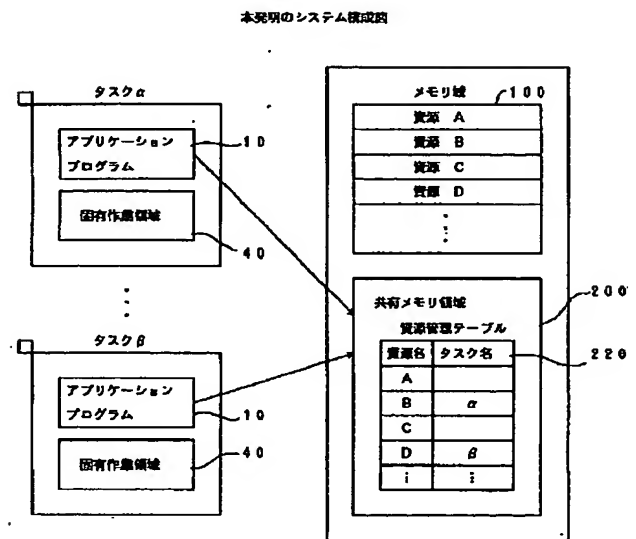 本発明のシステム構成図
タスクα
アプリケーション
プログラム
10
固有作業領域
40
タスクβ
アプリケーション
プログラム
10
固有作業領域
40
メモリ域
100
資源 A
資源 B
資源 C
資源 D
共有メモリ領域
200
資源管理テーブル
資源名 タスク名
220
A
B α
C
D β